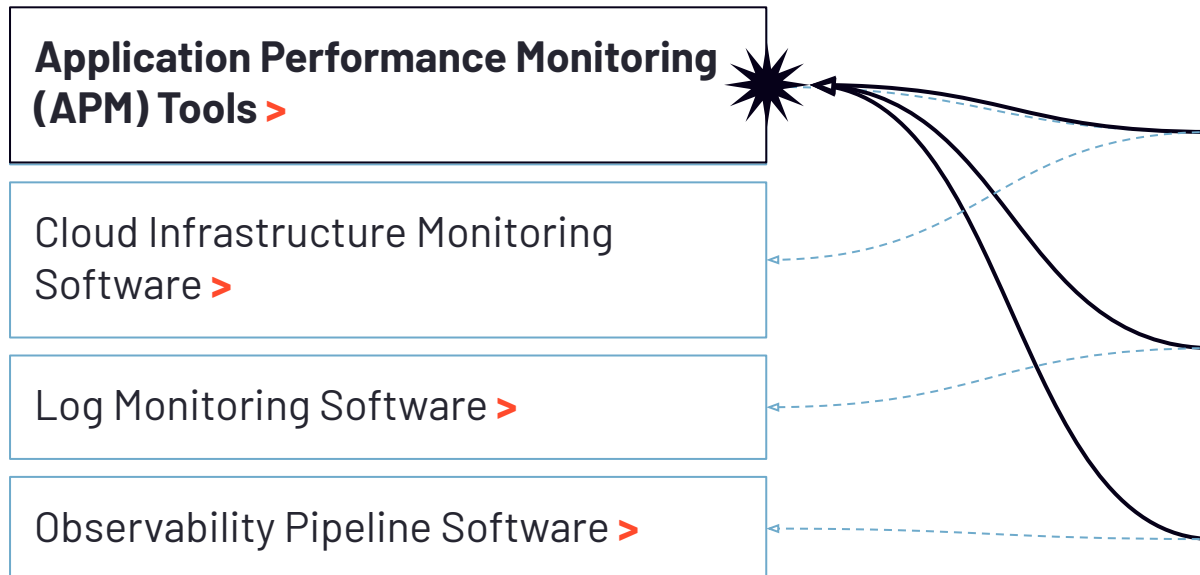 Application Performance Monitoring
(APM) Tools >
Cloud Infrastructure Monitoring
Software >
Log Monitoring Software >
Observability Pipeline Software >